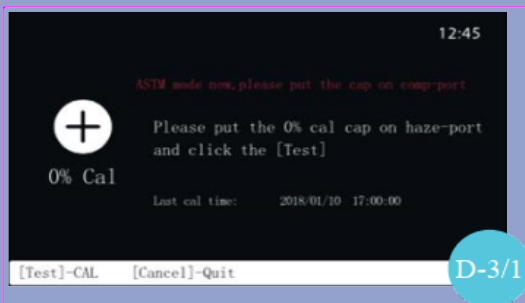 12:45
ASTM mode now,please put the cap on comp-port
Please put the 0% cal cap on haze-port
and click the [Test]
0% Cal
Last cal time: 2018/01/10 17:00:00
[Test]-CAL [Cancel]-Quit
D-3/1